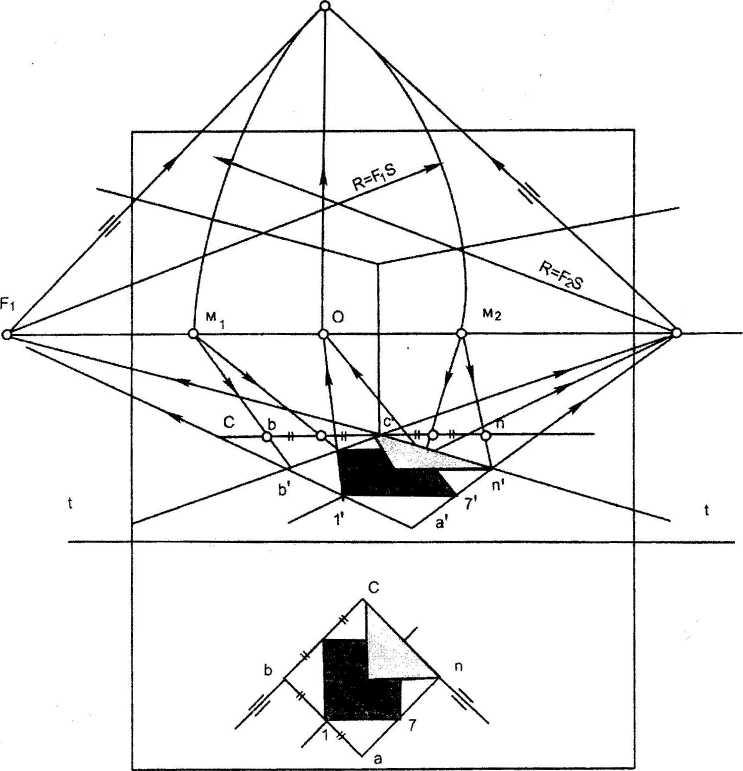 R=F₁S
R=F₂S
F₁
M₁
O
M₂
C
b
c
n
b'
n'
t
1'
a'
7'
t
C
b
n
1
7
a